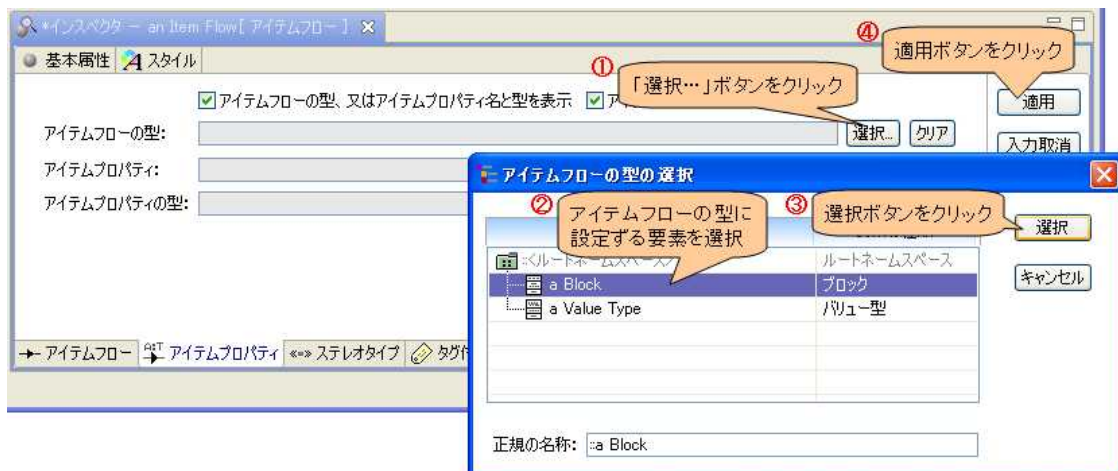 *インスペクタ － an Item Flow[ アイテムフロー ]
④
適用ボタンをクリック
基本属性 スタイル
①
「選択…」ボタンをクリック
アイテムフローの型、又はアイテムプロパティ名と型を表示
適用
アイテムフローの型:
選択... クリア
入力取消
アイテムプロパティ:
アイテムプロパティの型:
アイテムフローの型の選択
②
アイテムフローの型に
設定ずる要素を選択
③
選択ボタンをクリック
選択
::<ルートネームスペース>
ルートネームスペース
a Block
ブロック
キャンセル
a Value Type
バリュー型
アイテムフロー アイテムプロパティ «=» ステレオタイプ
正規の名称: ::a Block